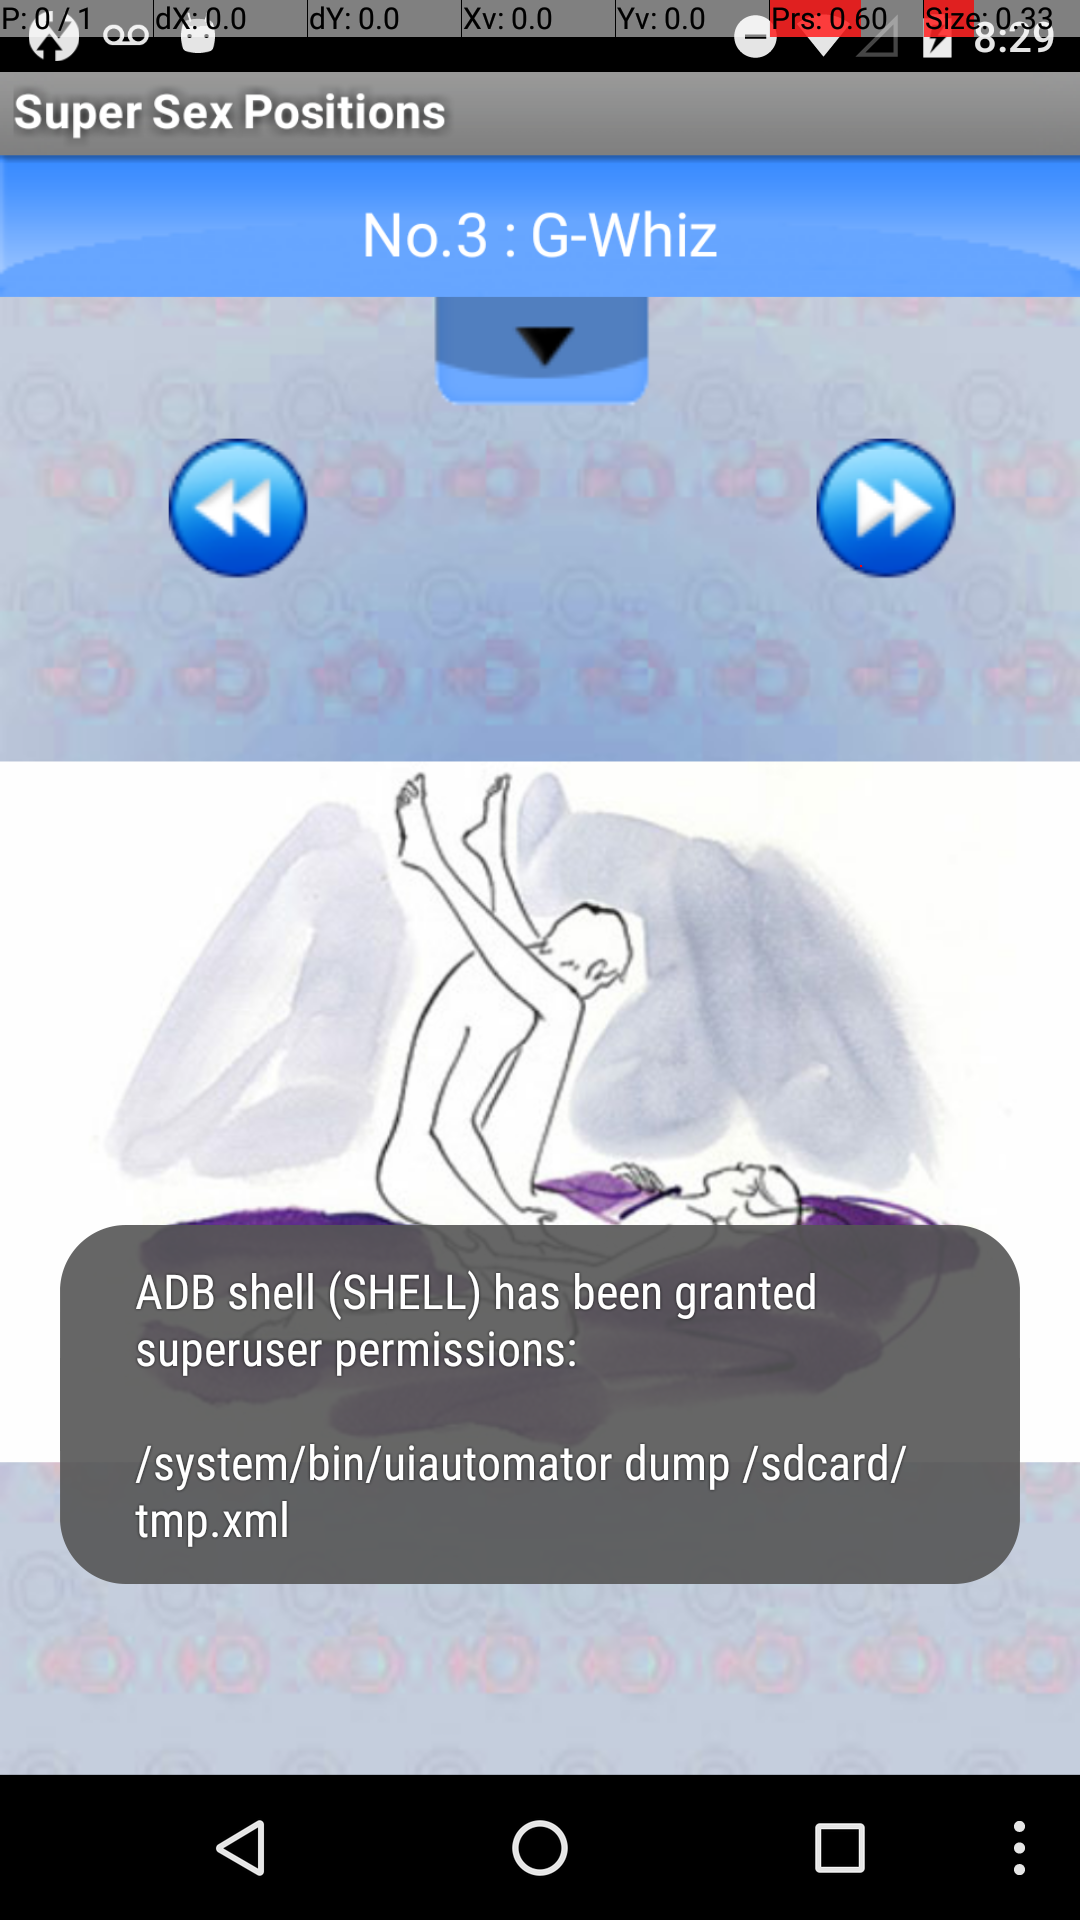 P: 0 / 1 dX: 0.0 dY: 0.0 Xv: 0.0 Yv: 0.0 Prs: 0.60 Size: 0.33
8:29
Super Sex Positions
No.3 : G-Whiz
ADB shell (SHELL) has been granted
superuser permissions:
/system/bin/uiautomator dump /sdcard/
tmp.xml